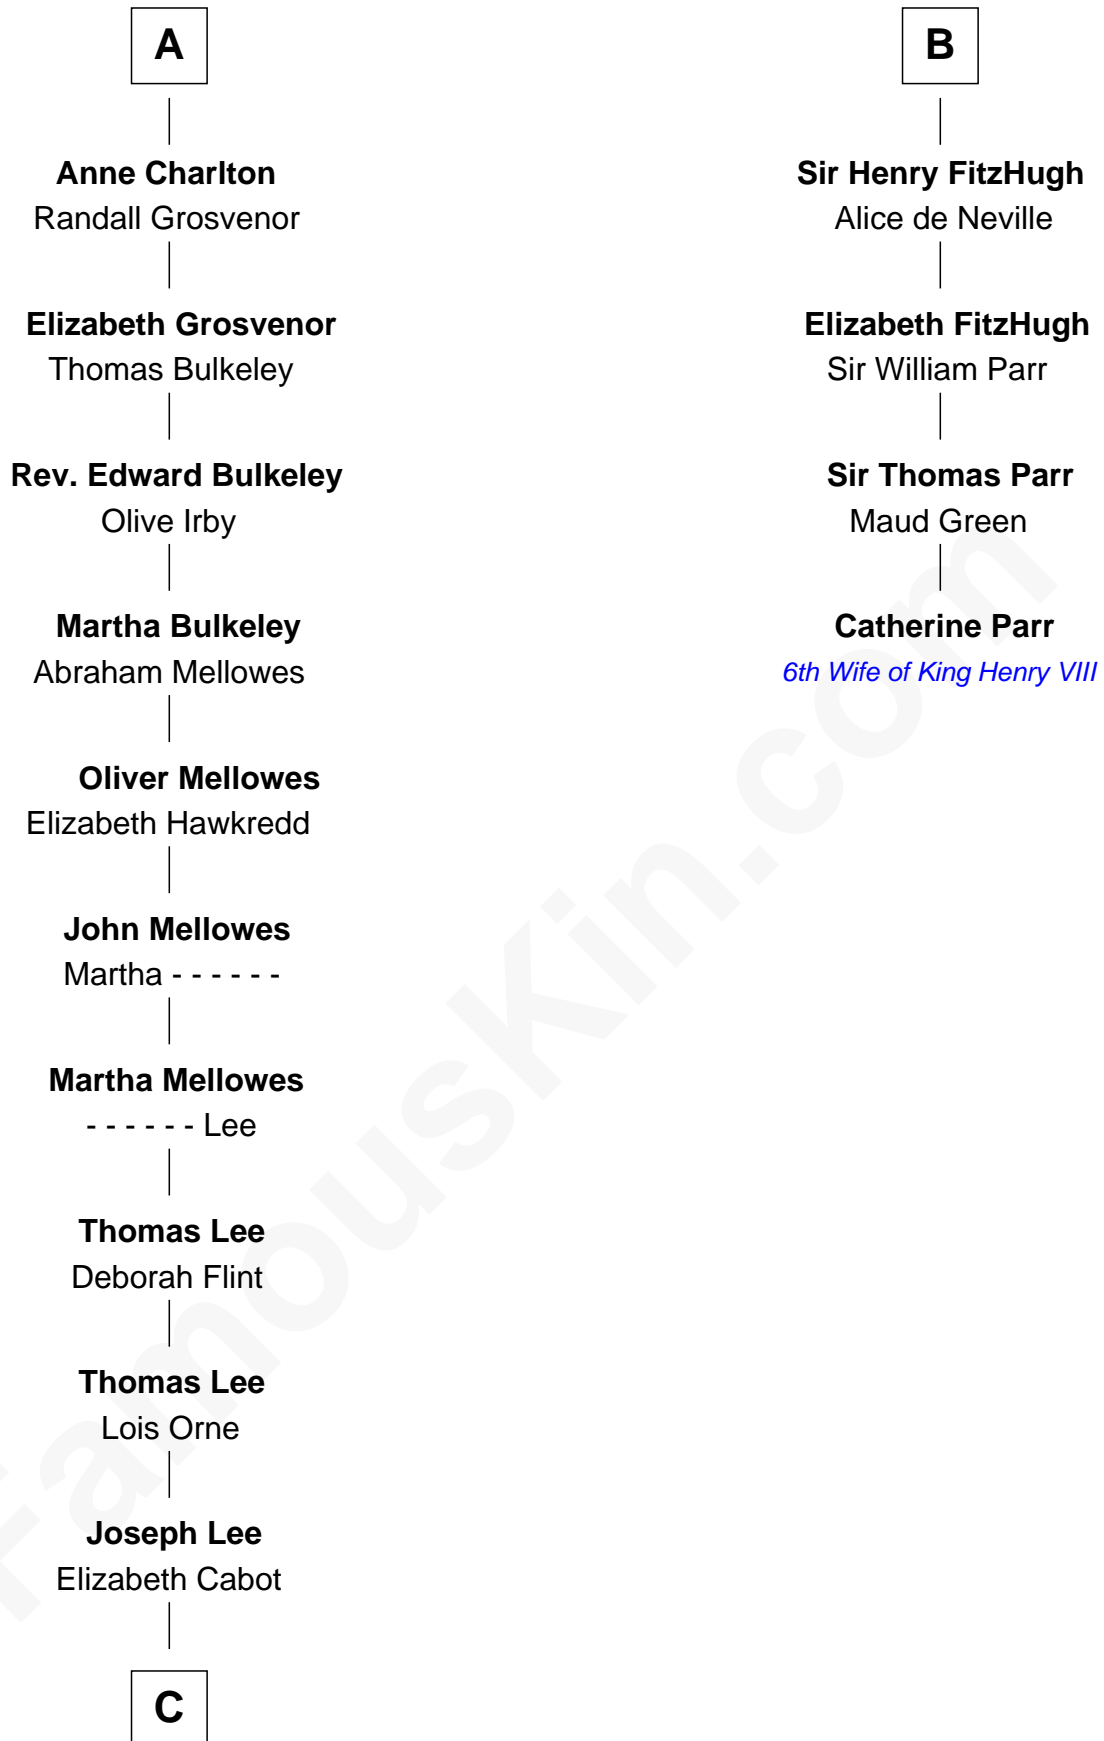 A
Anne Charlton
Randall Grosvenor
Elizabeth Grosvenor
Thomas Bulkeley
Rev. Edward Bulkeley
Olive Irby
Martha Bulkeley
Abraham Mellowes
Oliver Mellowes
Elizabeth Hawkredd
John Mellowes
Martha - - - - - -
Martha Mellowes
- - - - - - Lee
Thomas Lee
Deborah Flint
Thomas Lee
Lois Orne
Joseph Lee
Elizabeth Cabot
C
B
Sir Henry FitzHugh
Alice de Neville
Elizabeth FitzHugh
Sir William Parr
Sir Thomas Parr
Maud Green
Catherine Parr
6th Wife of King Henry VIII
FamousKin.com